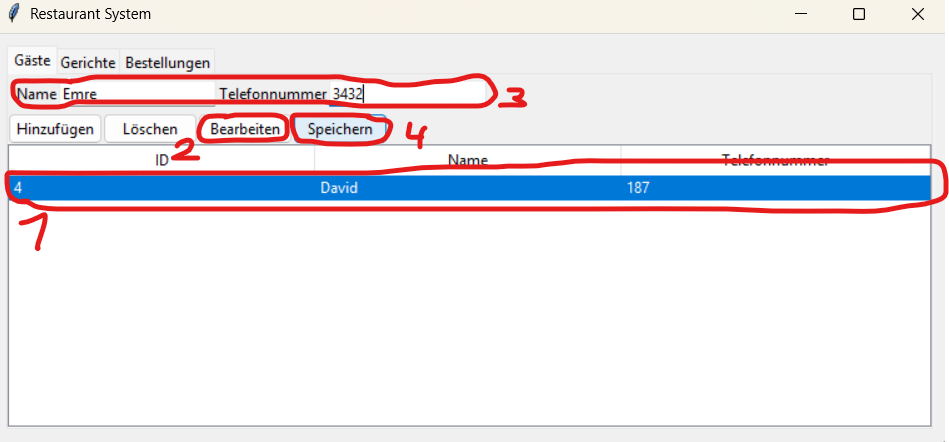 Restaurant System
Gäste Gerichte Bestellungen
Name Emre Telefonnummer 3432 3
Hinzufügen Löschen Bearbeiten Speichern 4
ID 2 Name Telefonnummer
4 David 187
1